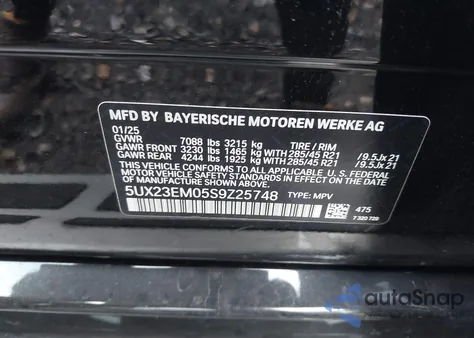 MFD BY BAYERISCHE MOTOREN WERKE AG
01/25
GVWR 7088 lbs 3215 kg TIRE / RIM
GAWR FRONT 3230 lbs 1465 kg WITH 285/45 R21 /9.5Jx 21
GAWR REAR 4244 lbs 1925 kg WITH 285/45 R21 /9.5Jx 21
THIS VEHICLE CONFORMS TO ALL APPLICABLE U.S. FEDERAL
MOTOR VEHICLE SAFETY STANDARDS IN EFFECT ON
THE DATE OF MANUFACTURE SHOWN ABOVE.
5UX23EM05S9Z25748 TYPE: MPV 475
7 320 720
autoSnap